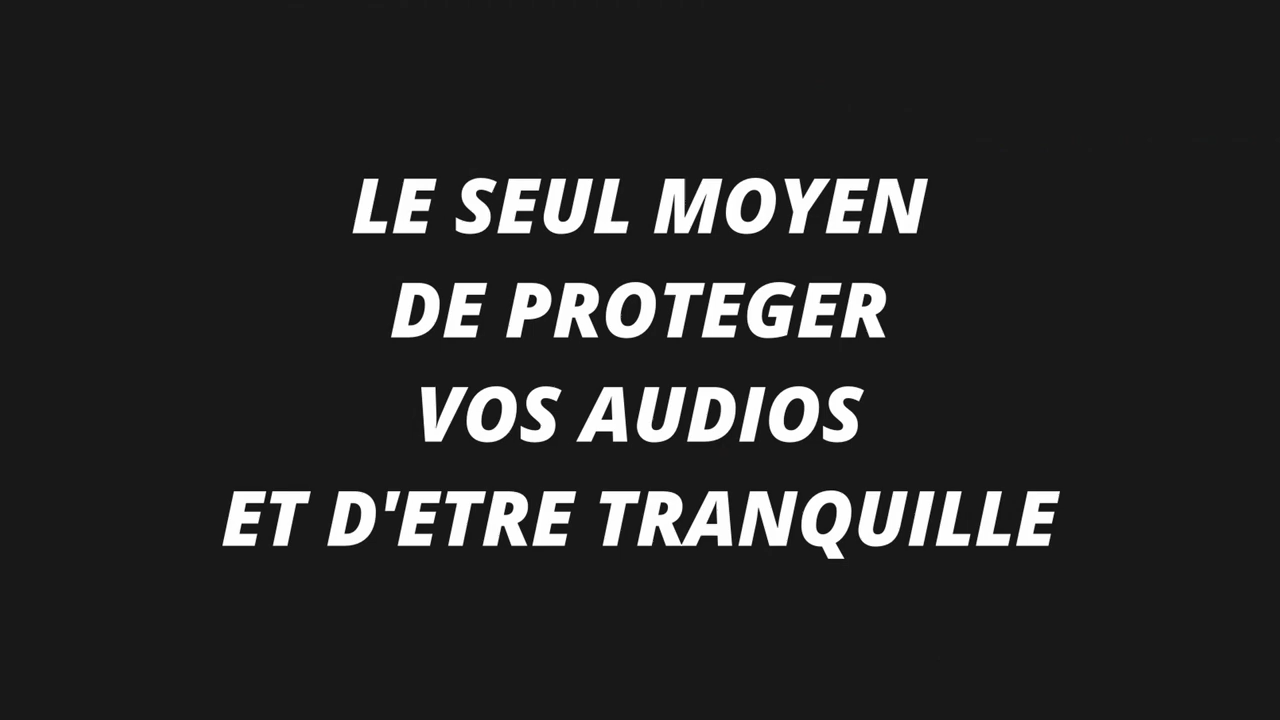 LE SEUL MOYEN
DE PROTEGER
VOS AUDIOS
ET D'ETRE TRANQUILLE